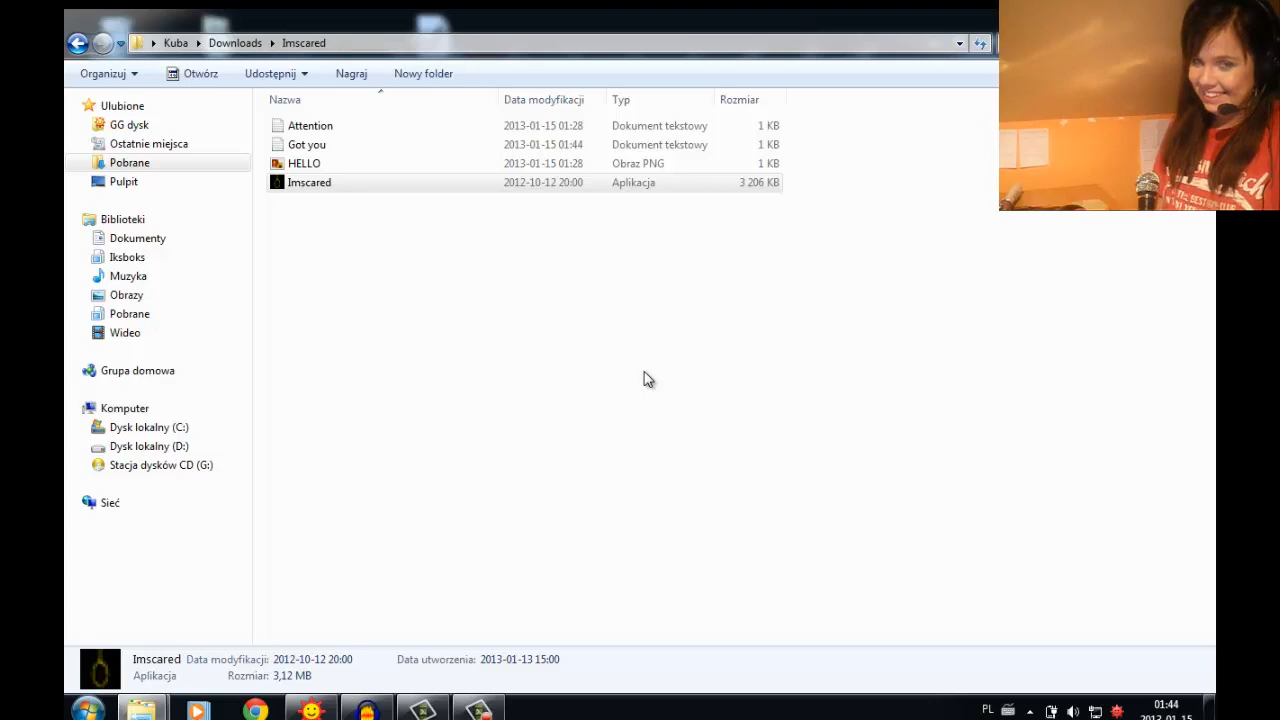 Kuba Downloads Imscared
Organizuj Otwórz Udostępnij Nagraj Nowy folder
Nazwa Data modyfikacji Typ Rozmiar
Attention 2013-01-15 01:28 Dokument tekstowy 1 KB
Got you 2013-01-15 01:44 Dokument tekstowy 1 KB
HELLO 2013-01-15 01:28 Obraz PNG 1 KB
Imscared 2012-10-12 20:00 Aplikacja 3 206 KB
Ulubione
GG dysk
Ostatnie miejsca
Pobrane
Pulpit
Biblioteki
Dokumenty
Iksboks
Muzyka
Obrazy
Pobrane
Wideo
Grupa domowa
Komputer
Dysk lokalny (C:)
Dysk lokalny (D:)
Stacja dysków CD (G:)
Sieć
Imscared Data modyfikacji: 2012-10-12 20:00 Data utworzenia: 2013-01-13 15:00
Aplikacja Rozmiar: 3,12 MB
PL 01:44
2013-01-15